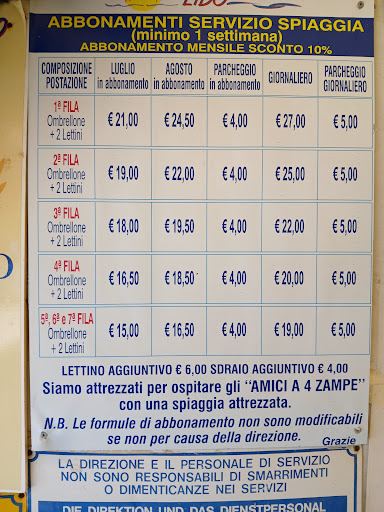 LIDO
ABBONAMENTI SERVIZIO SPIAGGIA
(minimo 1 settimana)
ABBONAMENTO MENSILE SCONTO 10%
COMPOSIZIONE POSTAZIONE LUGLIO in abbonamento AGOSTO in abbonamento PARCHEGGIO in abbonamento GIORNALIERO PARCHEGGIO GIORNALIERO
1ª FILA
Ombrellone
+ 2 Lettini
€ 21,00 € 24,50 € 4,00 € 27,00 € 5,00
2ª FILA
Ombrellone
+ 2 Lettini
€ 19,00 € 22,00 € 4,00 € 25,00 € 5,00
3ª FILA
Ombrellone
+ 2 Lettini
€ 18,00 € 19,50 € 4,00 € 22,00 € 5,00
4ª FILA
Ombrellone
+ 2 Lettini
€ 16,50 € 18,50 € 4,00 € 20,00 € 5,00
5ª, 6ª e 7ª FILA
Ombrellone
+ 2 Lettini
€ 15,00 € 16,50 € 4,00 € 19,00 € 5,00
LETTINO AGGIUNTIVO € 6,00 SDRAIO AGGIUNTIVO € 4,00
Siamo attrezzati per ospitare gli "AMICI A 4 ZAMPE"
con una spiaggia attrezzata.
N.B. Le formule di abbonamento non sono modificabili
se non per causa della direzione.
Grazie
LA DIREZIONE E IL PERSONALE DI SERVIZIO
NON SONO RESPONSABILI DI SMARRIMENTI
O DIMENTICANZE NEI SERVIZI
DIE DIREKTION UND DAS DIENSTPERSONAL